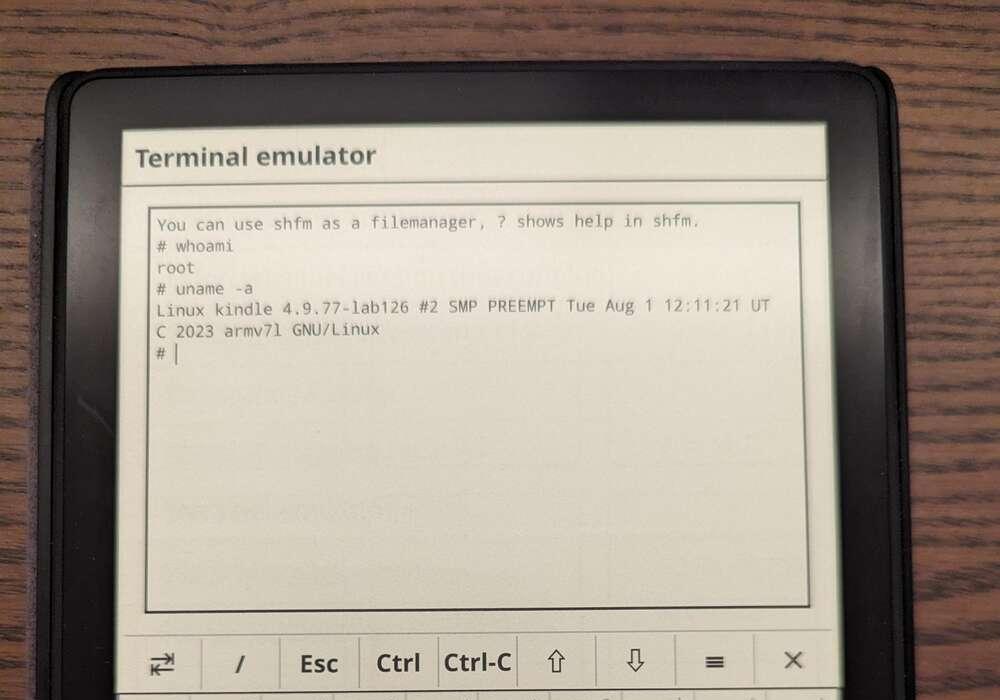 Terminal emulator
You can use shfm as a filemanager, ? shows help in shfm.
# whoami
root
# uname -a
Linux kindle 4.9.77-lab126 #2 SMP PREEMPT Tue Aug 1 12:11:21 UT
C 2023 armv7l GNU/Linux
#
/ Esc Ctrl Ctrl-C ⇧ ⇩ ≡ ×